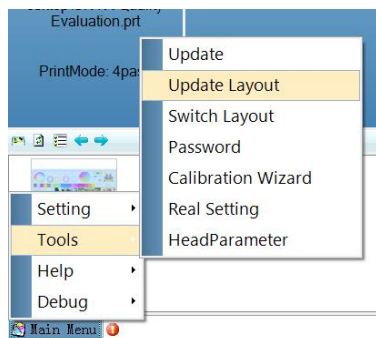 Evaluation.prt
PrintMode: 4pas
Update
Update Layout
Switch Layout
Password
Calibration Wizard
Real Setting
HeadParameter
Setting
Tools
Help
Debug
Main Menu